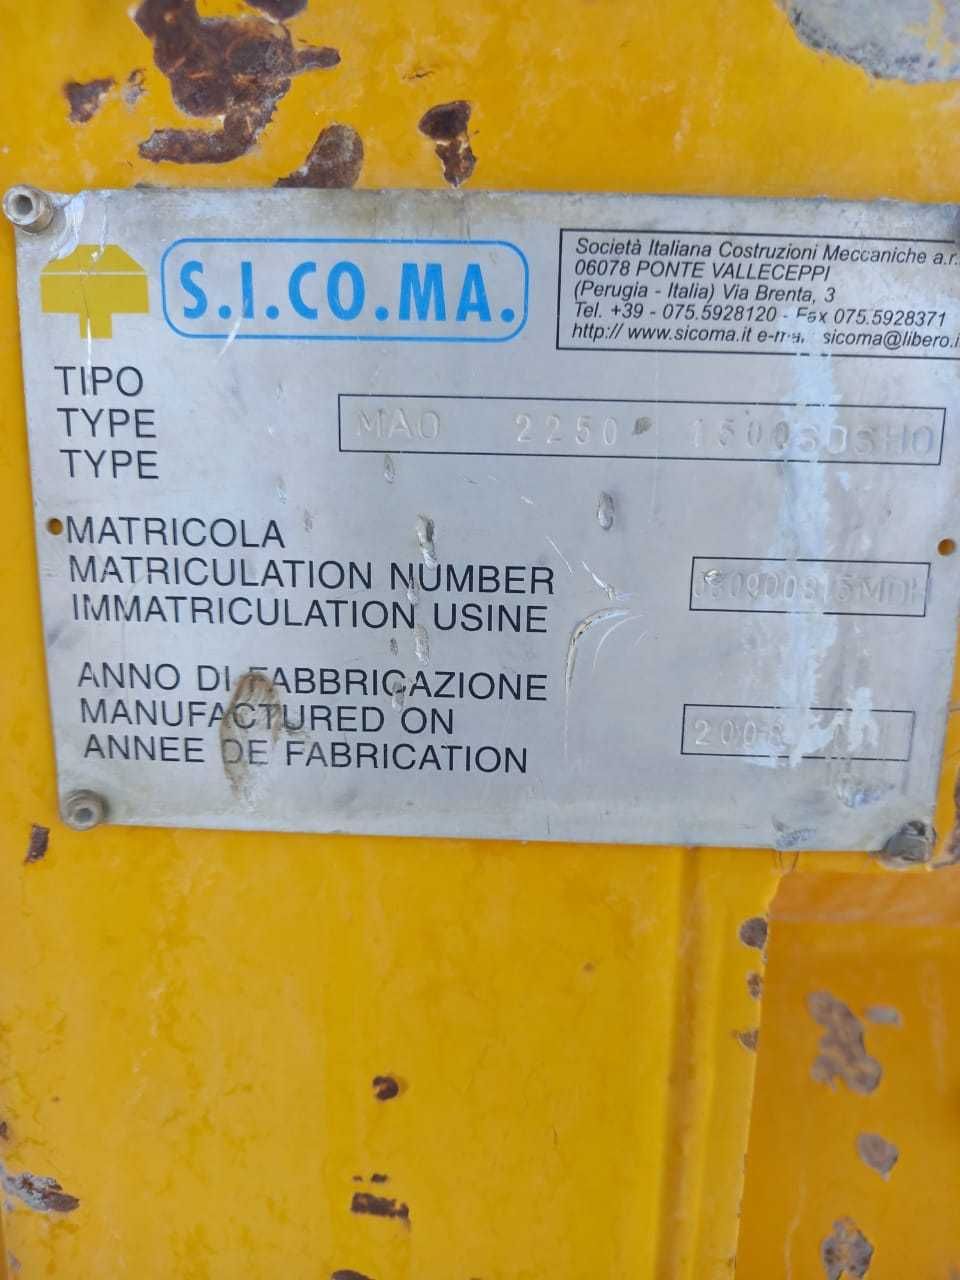 S.I.CO.MA.
Società Italiana Costruzioni Meccaniche a.r.
06078 PONTE VALLECEPPI
(Perugia - Italia) Via Brenta, 3
Tel. +39 - 075.5928120 - Fax 075.5928371
http:// www.sicoma.it sicoma@libero.i
TIPO
TYPE
TYPE
MAO 2250
MATRICOLA
MATRICULATION NUMBER
IMMATRICULATION USINE
ANNO DI FABBRICAZIONE
MANUFACTURED ON
ANNEE DE FABRICATION